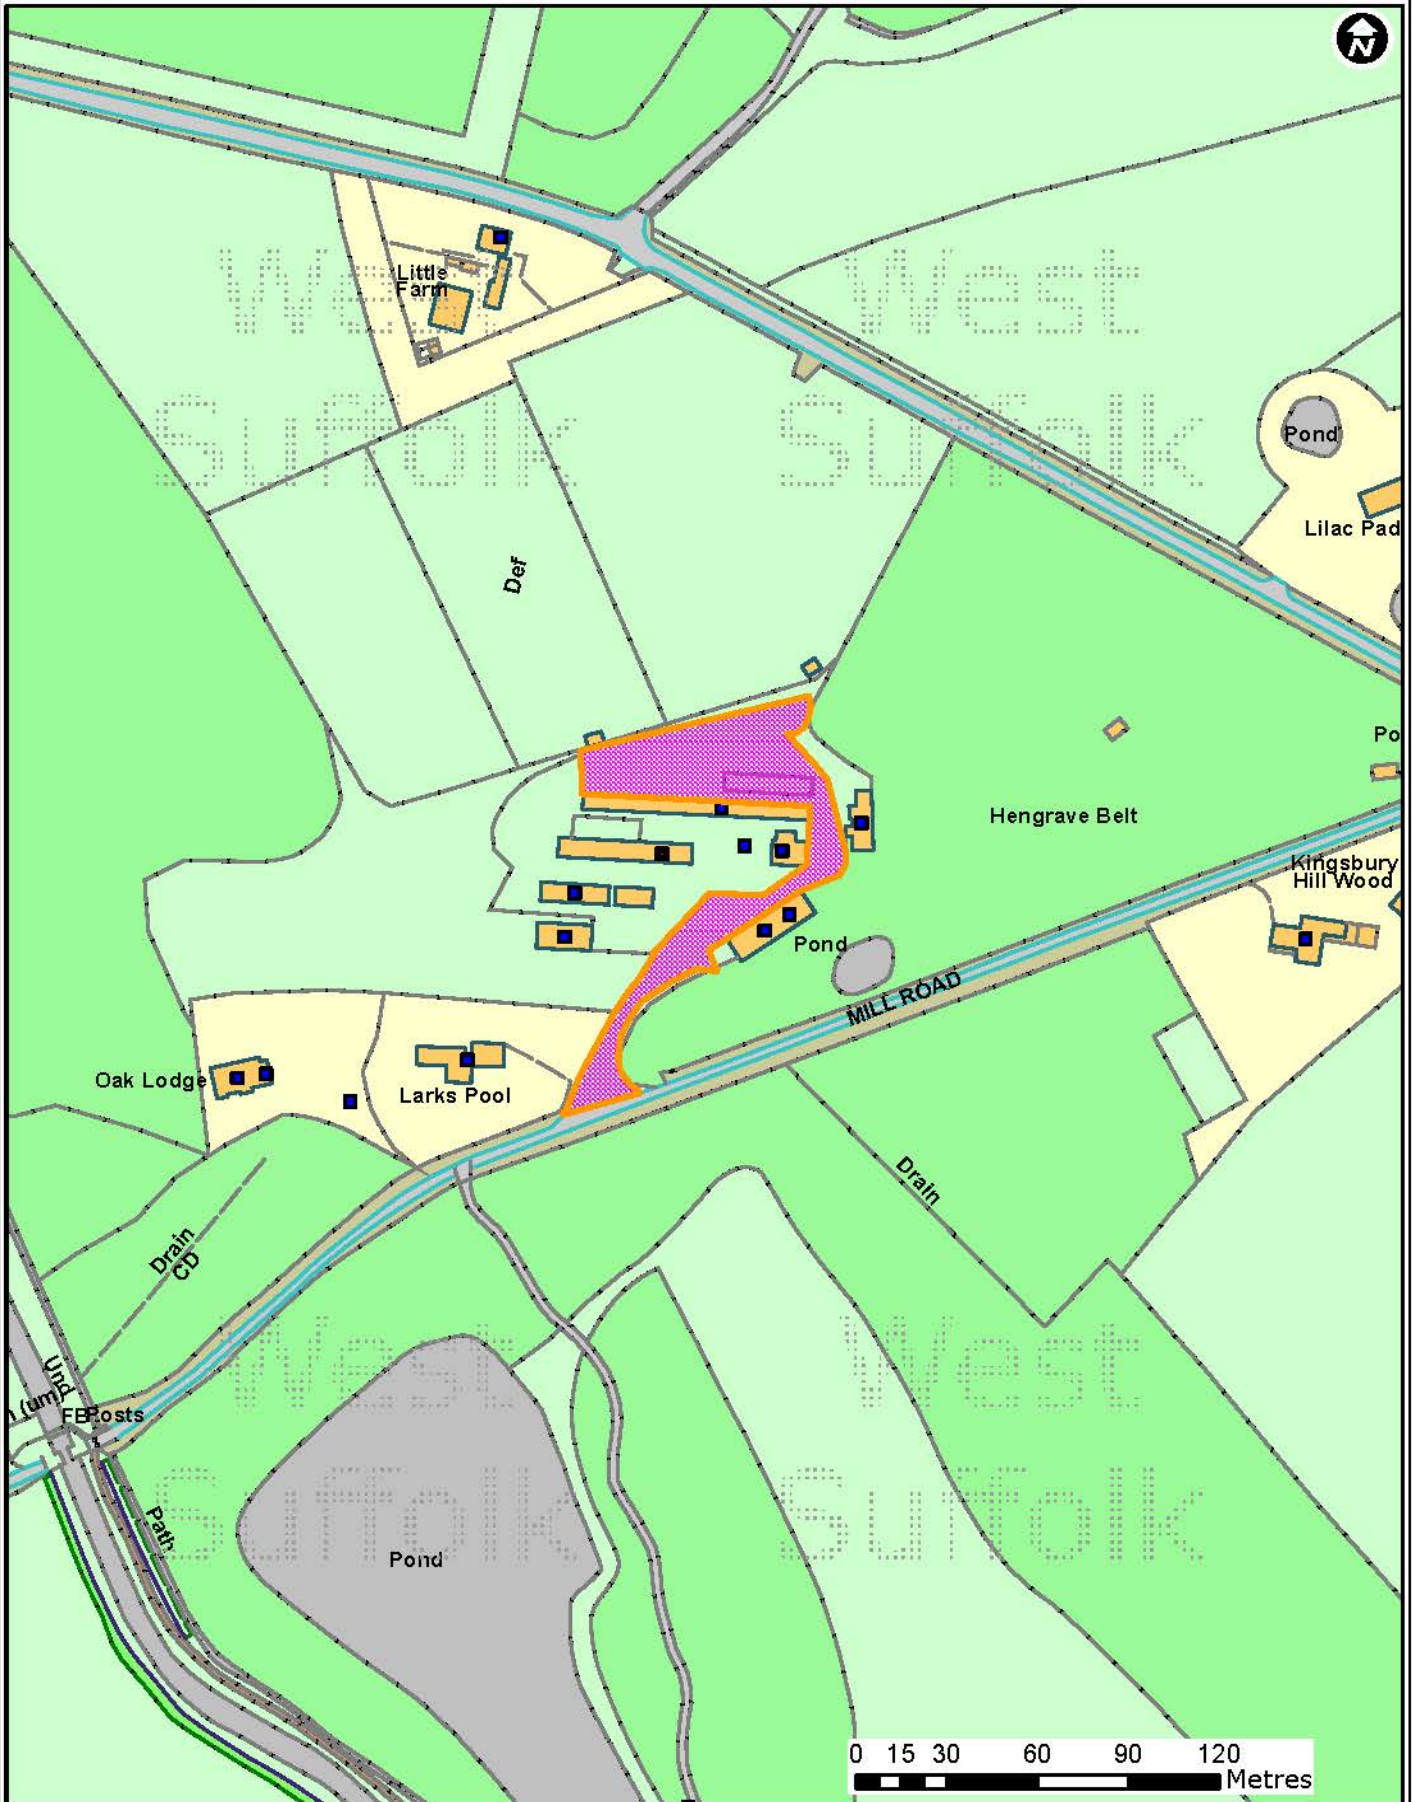 N
West
West
Little
Farm
Suffolk
Suffolk
Pond
Lilac Pad
Def
Po
Hengrave Belt
Kingsbury
Hill Wood
Pond
MILL ROAD
Oak Lodge
Larks Pool
Drain
Drain
CD
West
West
Und
(um)
FB
Posts
Suffolk
Suffolk
Path
Pond
0 15 30 60 90 120
Metres